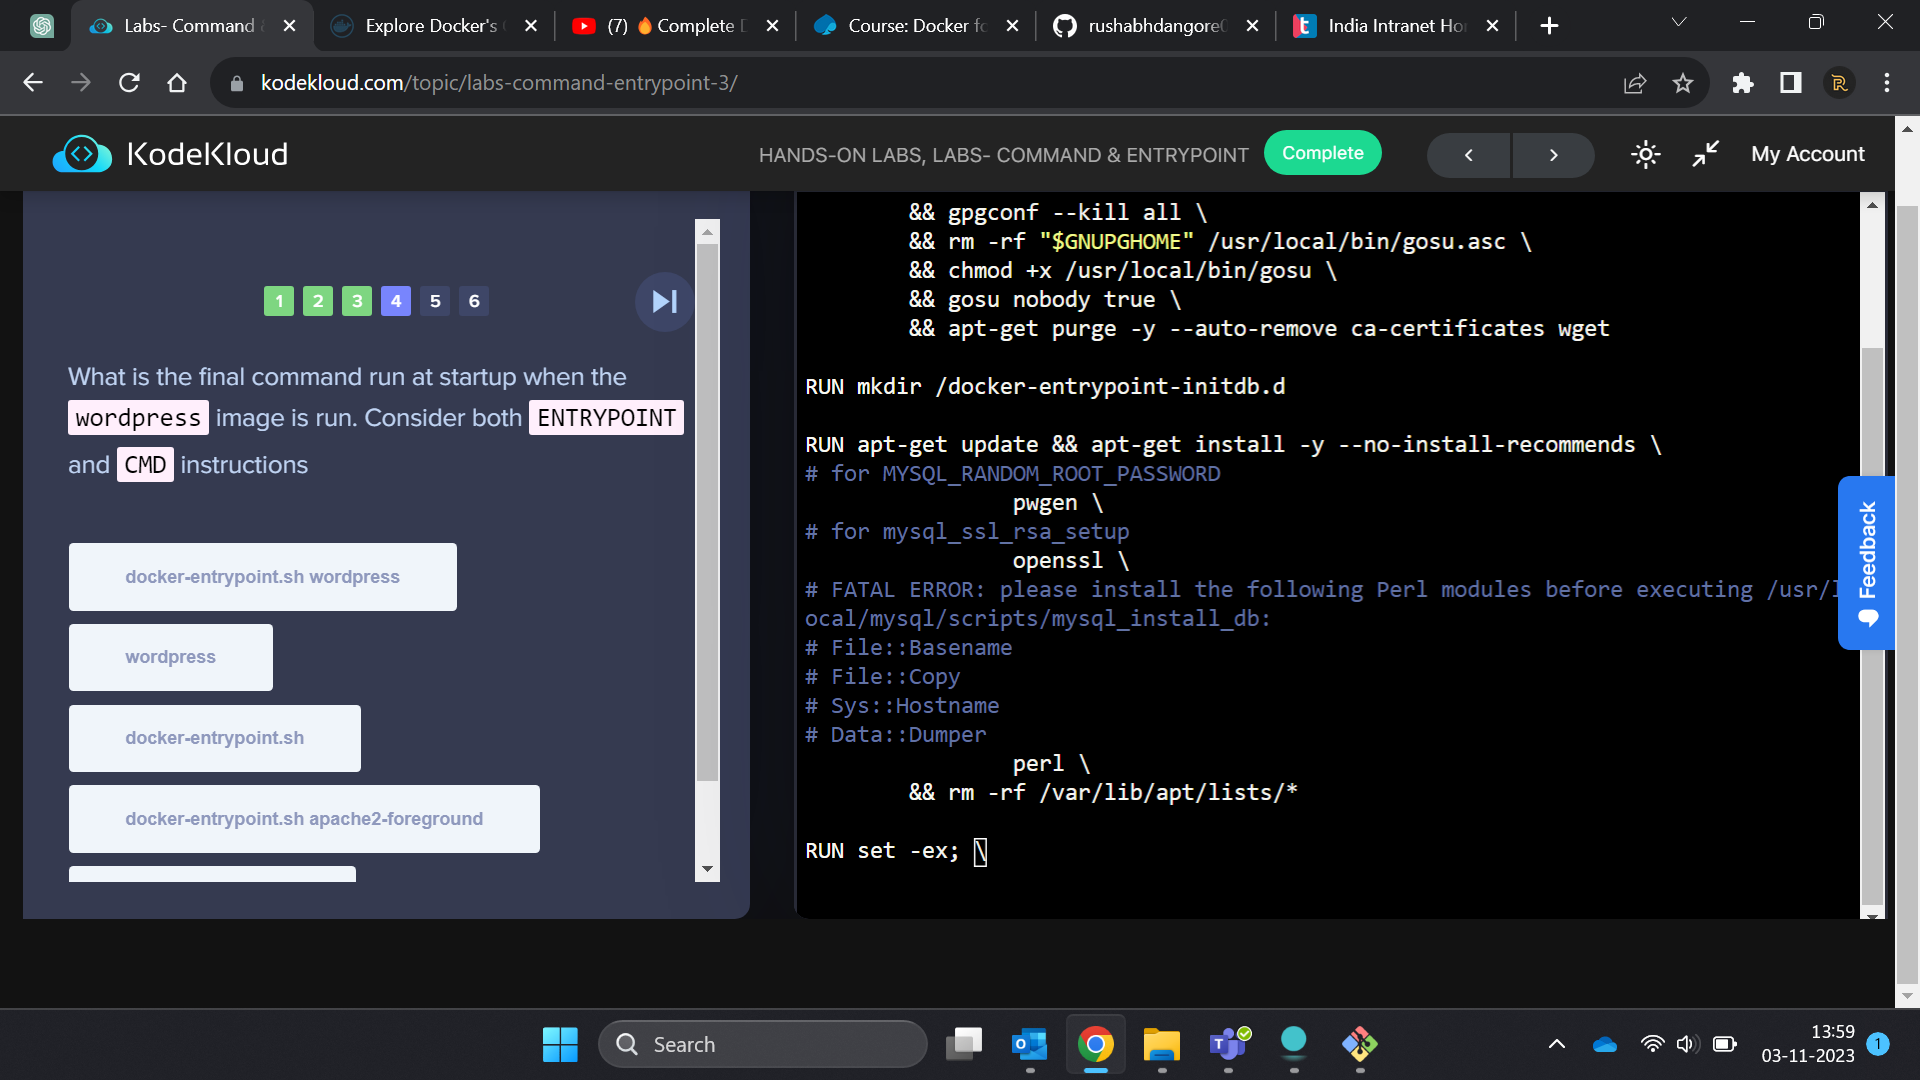 Labs- Command &
Explore Docker's
(7) 🔥 Complete D
Course: Docker fo
rushabhdangore0
India Intranet Ho
kodekloud.com/topic/labs-command-entrypoint-3/
KodeKloud
HANDS-ON LABS, LABS- COMMAND & ENTRYPOINT
Complete
My Account
1 2 3 4 5 6
What is the final command run at startup when the
wordpress image is run. Consider both ENTRYPOINT
and CMD instructions
docker-entrypoint.sh wordpress
wordpress
docker-entrypoint.sh
docker-entrypoint.sh apache2-foreground
&& gpgconf --kill all \
&& rm -rf "$GNUPGHOME" /usr/local/bin/gosu.asc \
&& chmod +x /usr/local/bin/gosu \
&& gosu nobody true \
&& apt-get purge -y --auto-remove ca-certificates wget
RUN mkdir /docker-entrypoint-initdb.d
RUN apt-get update && apt-get install -y --no-install-recommends \
# for MYSQL_RANDOM_ROOT_PASSWORD
pwgen \
# for mysql_ssl_rsa_setup
openssl \
# FATAL ERROR: please install the following Perl modules before executing /usr/l
ocal/mysql/scripts/mysql_install_db:
# File::Basename
# File::Copy
# Sys::Hostname
# Data::Dumper
perl \
&& rm -rf /var/lib/apt/lists/*
RUN set -ex; \
Feedback
Search
13:59
03-11-2023
1